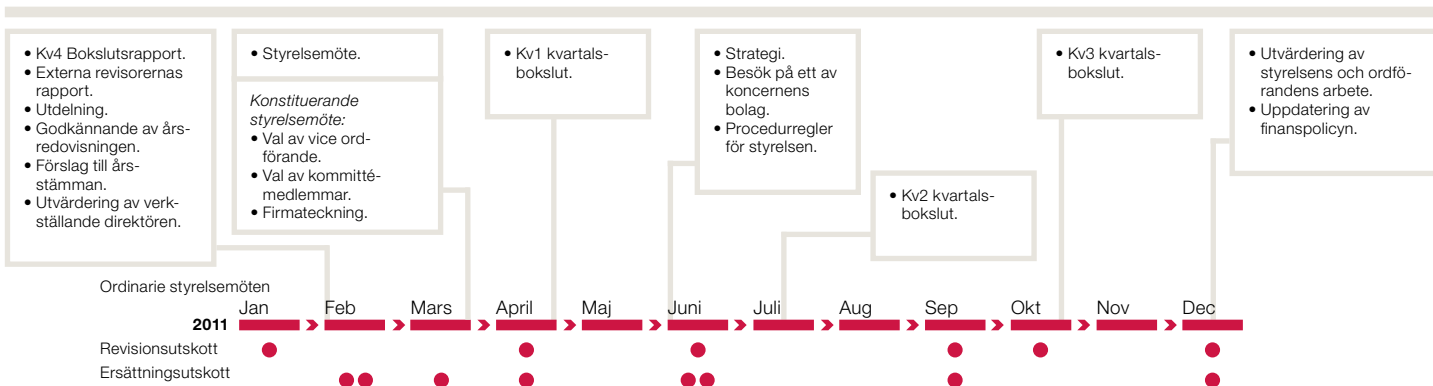 • Kv4 Bokslutsrapport.
• Externa revisorernas
rapport.
• Utdelning.
• Godkännande av års-
redovisningen.
• Förslag till års-
stämman.
• Utvärdering av verk-
ställande direktören.
• Styrelsemöte.
Konstituerande
styrelsemöte:
• Val av vice ord-
förande.
• Val av kommitté-
medlemmar.
• Firmateckning.
• Kv1 kvartals-
bokslut.
• Strategi.
• Besök på ett av
koncernens
bolag.
• Procedurregler
för styrelsen.
• Kv2 kvartals-
bokslut.
• Kv3 kvartals-
bokslut.
• Utvärdering av
styrelsens och ordfö-
randens arbete.
• Uppdatering av
finanspolicyn.
Ordinarie styrelsemöten
Jan Feb Mars April Maj Juni Juli Aug Sep Okt Nov Dec
2011
Revisionsutskott
Ersättningsutskott